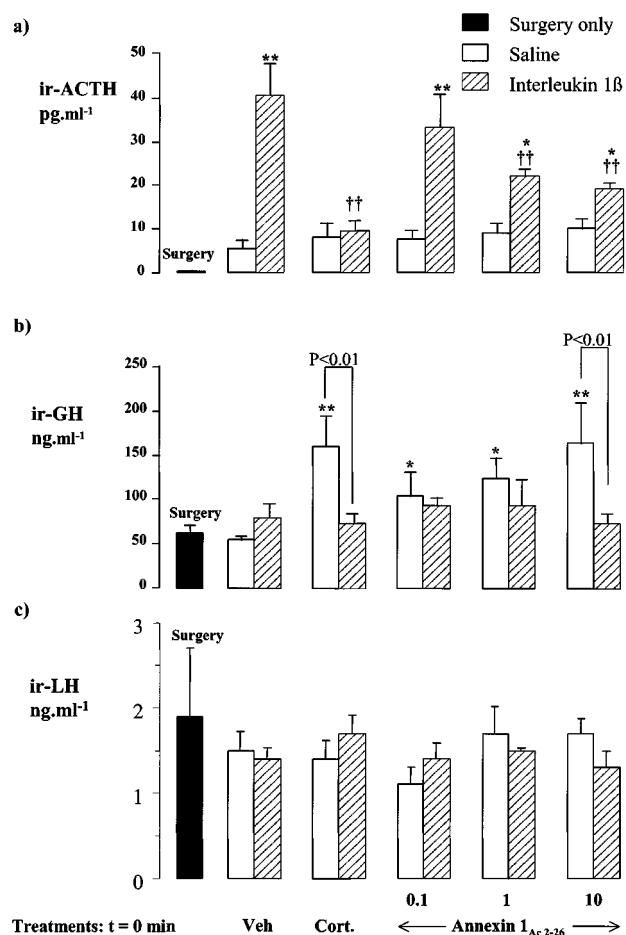 a)
Surgery only
Saline
Interleukin 1ß
ir-ACTH
pg.ml-1
50
40
30
20
10
0
Surgery
**
††
**
*
††
*
††
b)
ir-GH
ng.ml-1
250
200
150
100
50
0
Surgery
**
P<0.01
*
*
**
P<0.01
c)
ir-LH
ng.ml-1
3
2
1
0
Surgery
0.1 1 10
Treatments: t = 0 min Veh Cort. Annexin 1Ac 2-26